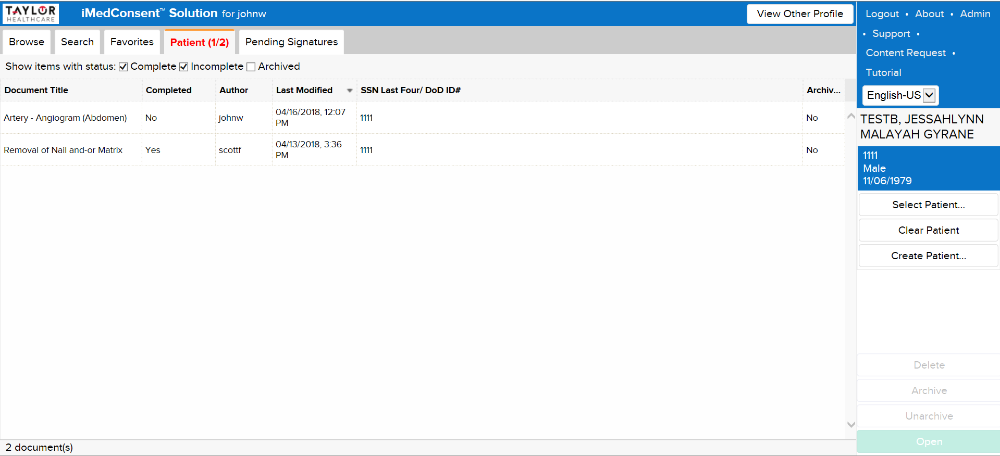 TAYLOR
HEALTHCARE
iMedConsent™ Solution for johnw
View Other Profile
Logout • About • Admin
• Support •
Content Request •
Tutorial
English-US
Browse
Search
Favorites
Patient (1/2)
Pending Signatures
Show items with status: Complete Incomplete Archived
Document Title Completed Author Last Modified SSN Last Four/ DoD ID# Archiv...
Artery - Angiogram (Abdomen) No johnw 04/16/2018, 12:07 PM 1111 No
Removal of Nail and-or Matrix Yes scottf 04/13/2018, 3:36 PM 1111 No
2 document(s)
TESTB, JESSAHLYNN
MALAYAH GYRANE
1111
Male
11/06/1979
Select Patient...
Clear Patient
Create Patient...
Delete
Archive
Unarchive
Open